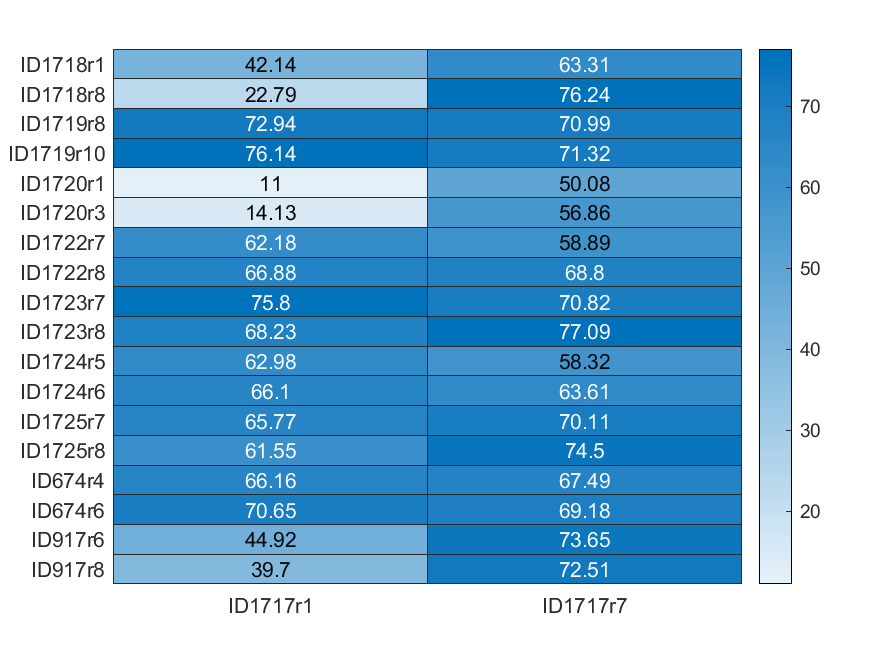 ID1718r1 42.14 63.31
ID1718r8 22.79 76.24 70
ID1719r8 72.94 70.99
ID1719r10 76.14 71.32
ID1720r1 11 50.08 60
ID1720r3 14.13 56.86
ID1722r7 62.18 58.89
ID1722r8 66.88 68.8 50
ID1723r7 75.8 70.82
ID1723r8 68.23 77.09
ID1724r5 62.98 58.32 40
ID1724r6 66.1 63.61
ID1725r7 65.77 70.11
ID1725r8 61.55 74.5 30
ID674r4 66.16 67.49
ID674r6 70.65 69.18 20
ID917r6 44.92 73.65
ID917r8 39.7 72.51
ID1717r1 ID1717r7